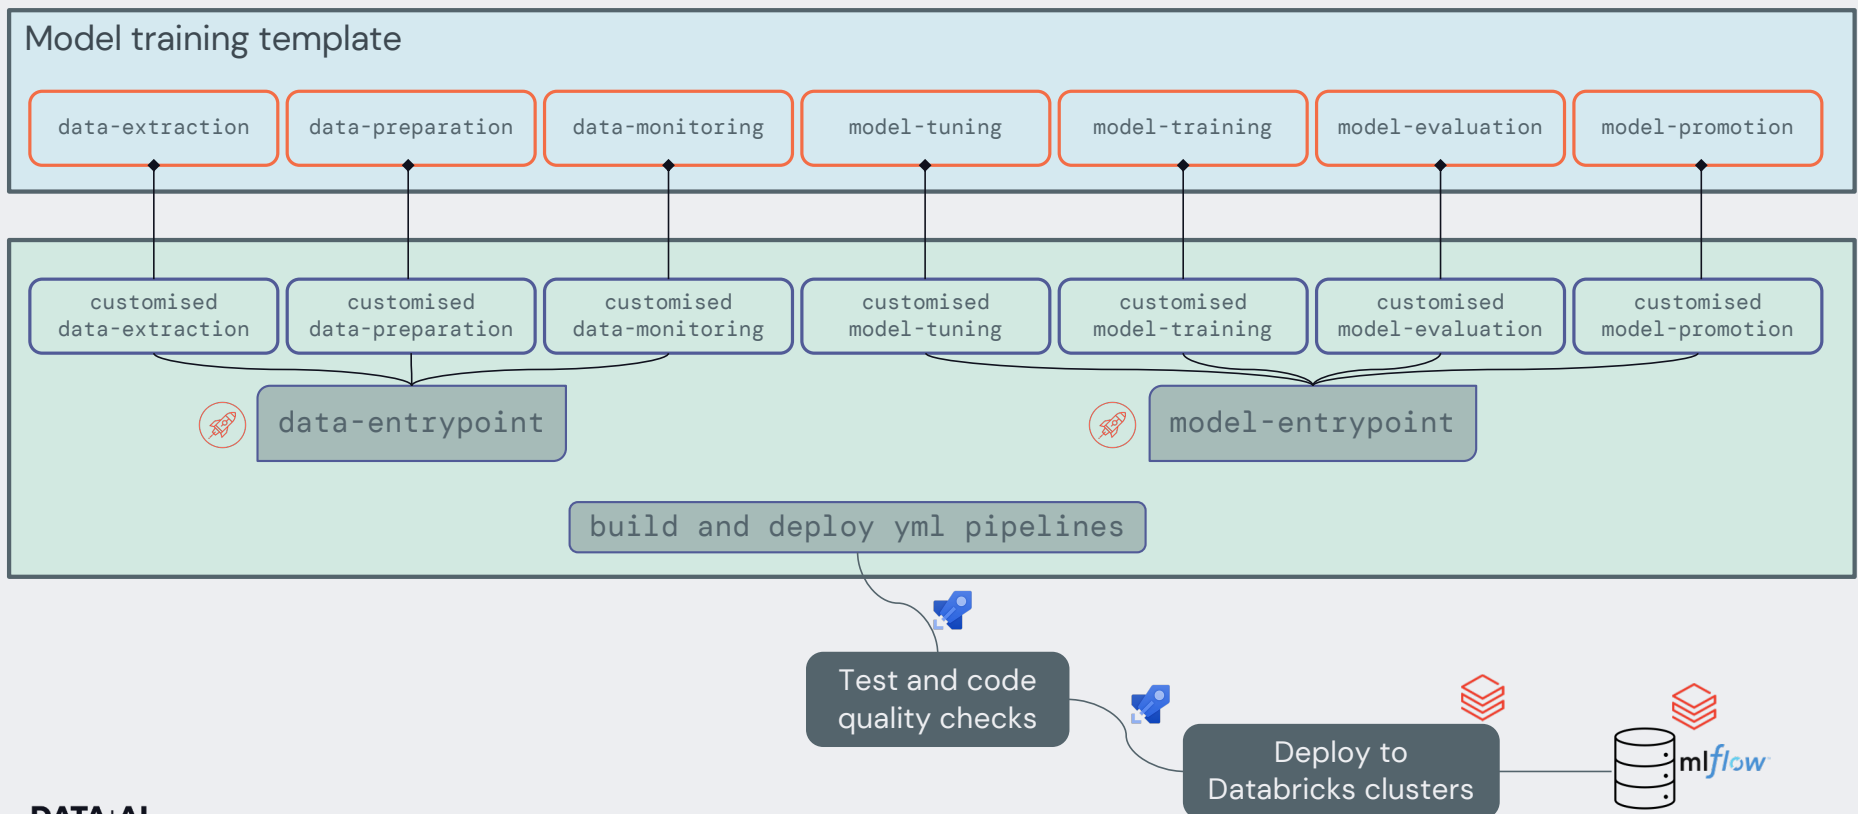 Model training template
data-extraction
data-preparation
data-monitoring
model-tuning
model-training
model-evaluation
model-promotion
customised
data-extraction
customised
data-preparation
customised
data-monitoring
customised
model-tuning
customised
model-training
customised
model-evaluation
customised
model-promotion
data-entrypoint
model-entrypoint
build and deploy yml pipelines
Test and code
quality checks
Deploy to
Databricks clusters
mlflow
DATA+AI